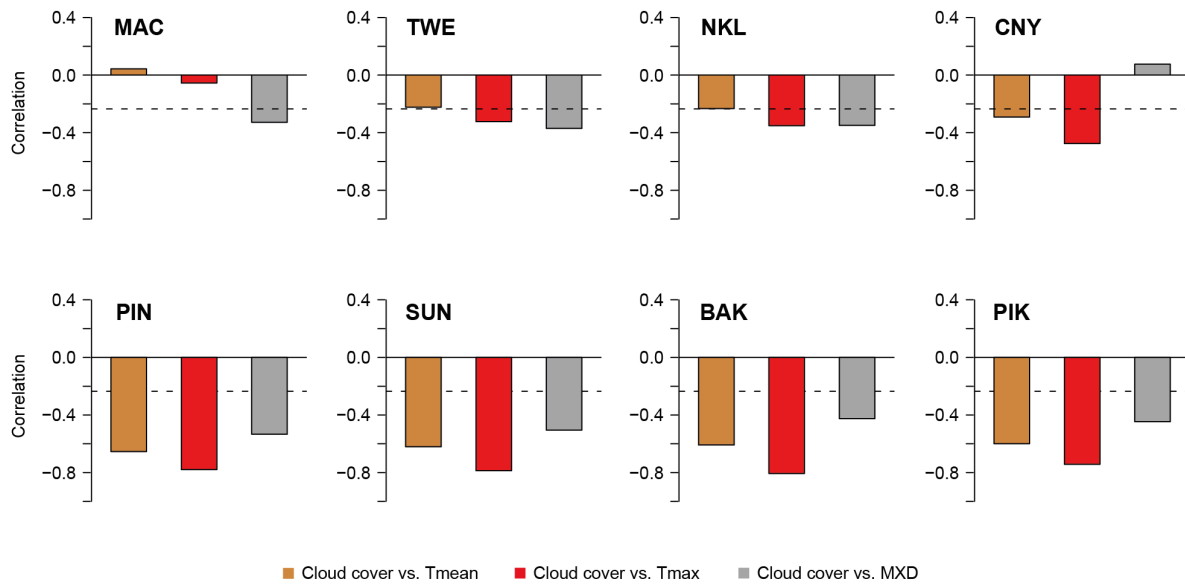 MAC TWE NKL CNY
0.4 0.4 0.4 0.4
0.0 0.0 0.0 0.0
−0.4 −0.4 −0.4 −0.4
−0.8 −0.8 −0.8 −0.8
Correlation
PIN SUN BAK PIK
0.4 0.4 0.4 0.4
0.0 0.0 0.0 0.0
−0.4 −0.4 −0.4 −0.4
−0.8 −0.8 −0.8 −0.8
Correlation
Cloud cover vs. Tmean Cloud cover vs. Tmax Cloud cover vs. MXD